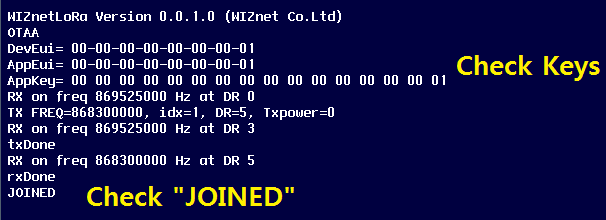 WIZnetLoRa Version 0.0.1.0 (WIZnet Co.Ltd)
OTAA
DevEui= 00-00-00-00-00-00-00-01
AppEui= 00-00-00-00-00-00-00-01
AppKey= 00 00 00 00 00 00 00 00 00 00 00 00 00 00 00 01
Check Keys
RX on freq 869525000 Hz at DR 0
TX FREQ=868300000, idx=1, DR=5, Txpower=0
RX on freq 869525000 Hz at DR 3
txDone
RX on freq 868300000 Hz at DR 5
rxDone
JOINED
Check "JOINED"